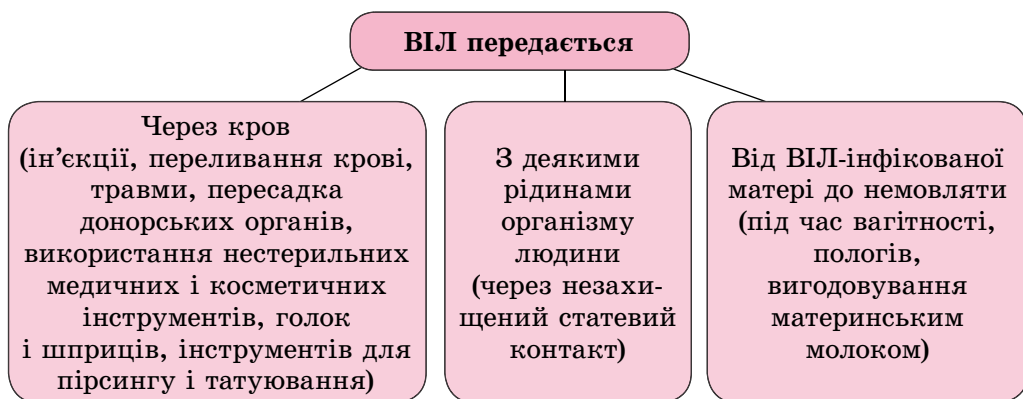 ВІЛ передається
Через кров
(ін’єкції, переливання крові,
травми, пересадка
донорських органів,
використання нестерильних
медичних і косметичних
інструментів, голок
і шприців, інструментів для
пірсингу і татуювання)
З деякими
рідинами
організму
людини
(через незахи-
щений статевий
контакт)
Від ВІЛ-інфікованої
матері до немовляти
(під час вагітності,
пологів,
вигодовування
материнським
молоком)